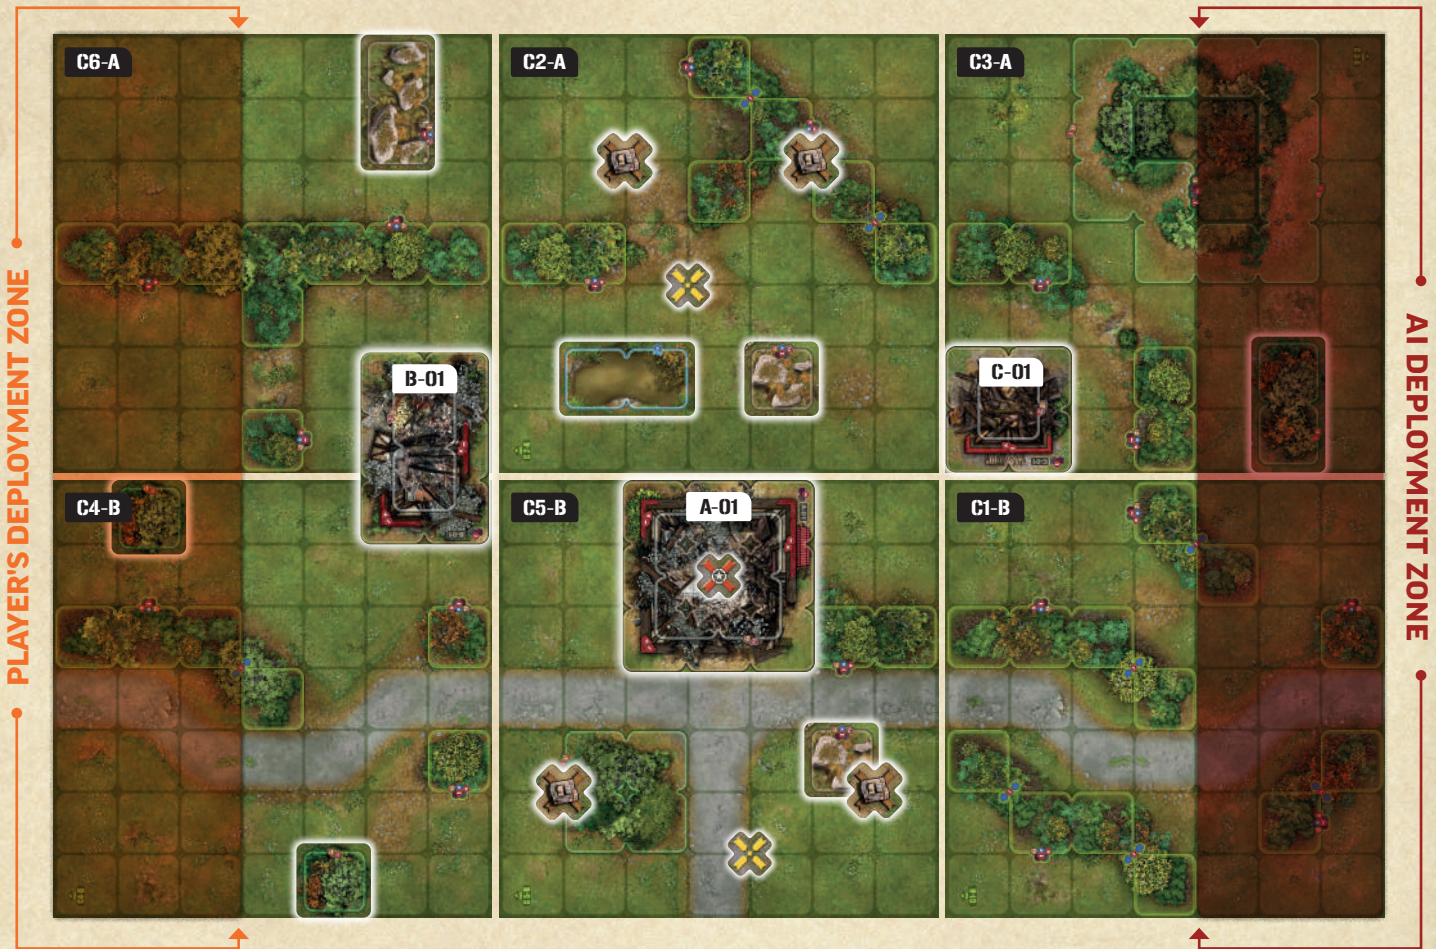 C6-A
C2-A
C3-A
B-01
C-01
C4-B
C5-B
A-01
C1-B
PLAYER'S DEPLOYMENT ZONE
AI DEPLOYMENT ZONE